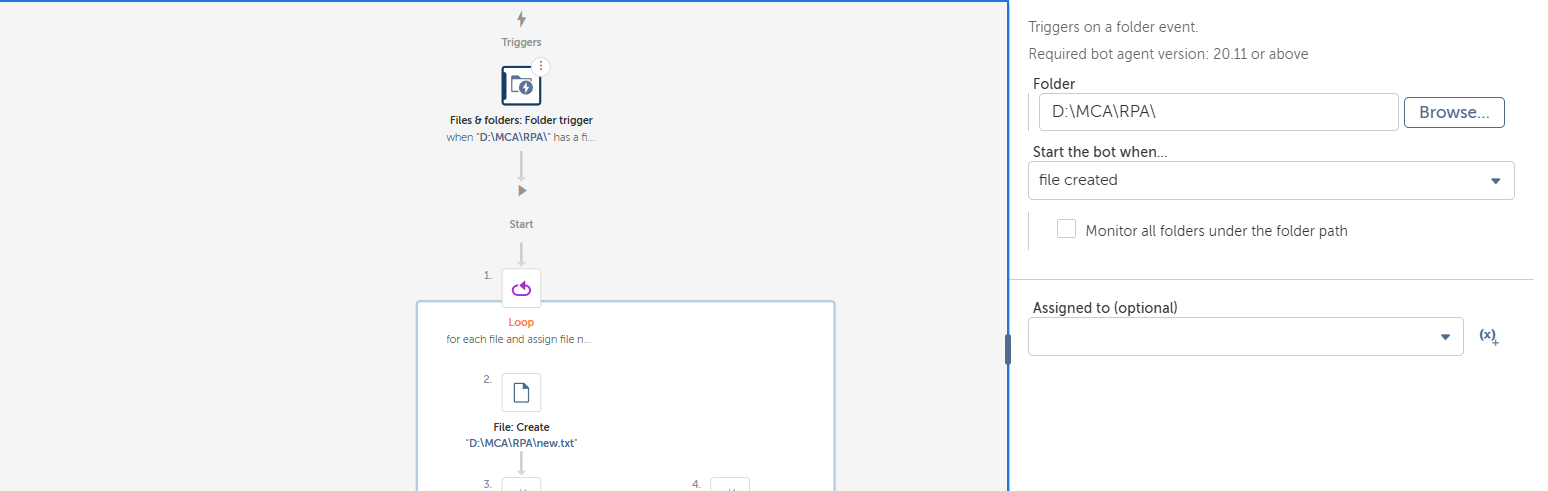 Triggers
Files & folders: Folder trigger
when "D:\MCA\RPA\" has a fi...
Start
1.
Loop
for each file and assign file n...
2.
File: Create
"D:\MCA\RPA\new.txt"
3.
4.
Triggers on a folder event.
Required bot agent version: 20.11 or above
Folder
D:\MCA\RPA\
Browse...
Start the bot when...
file created
Monitor all folders under the folder path
Assigned to (optional)
(x)+